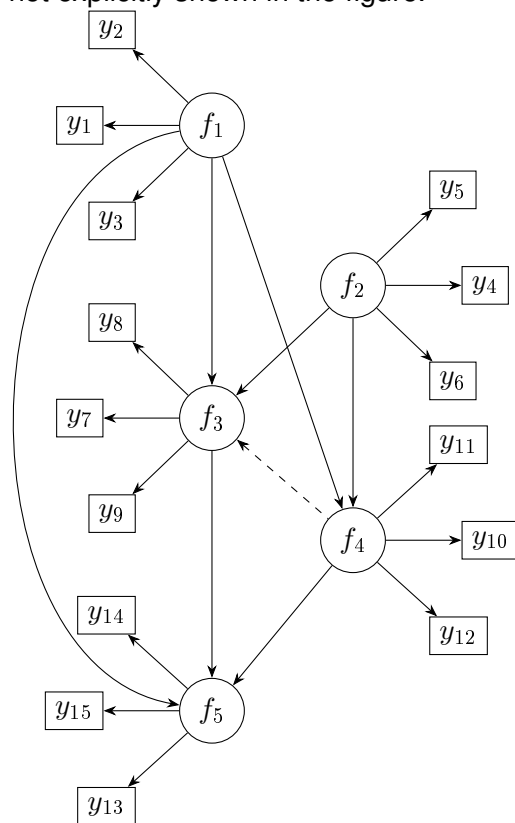 not explicitly shown in the figure.
y₂
y₁
f₁
y₃
y₅
f₂
y₄
y₈
y₆
y₇
f₃
y₁₁
y₉
f₄
y₁₀
y₁₄
y₁₂
y₁₅
f₅
y₁₃